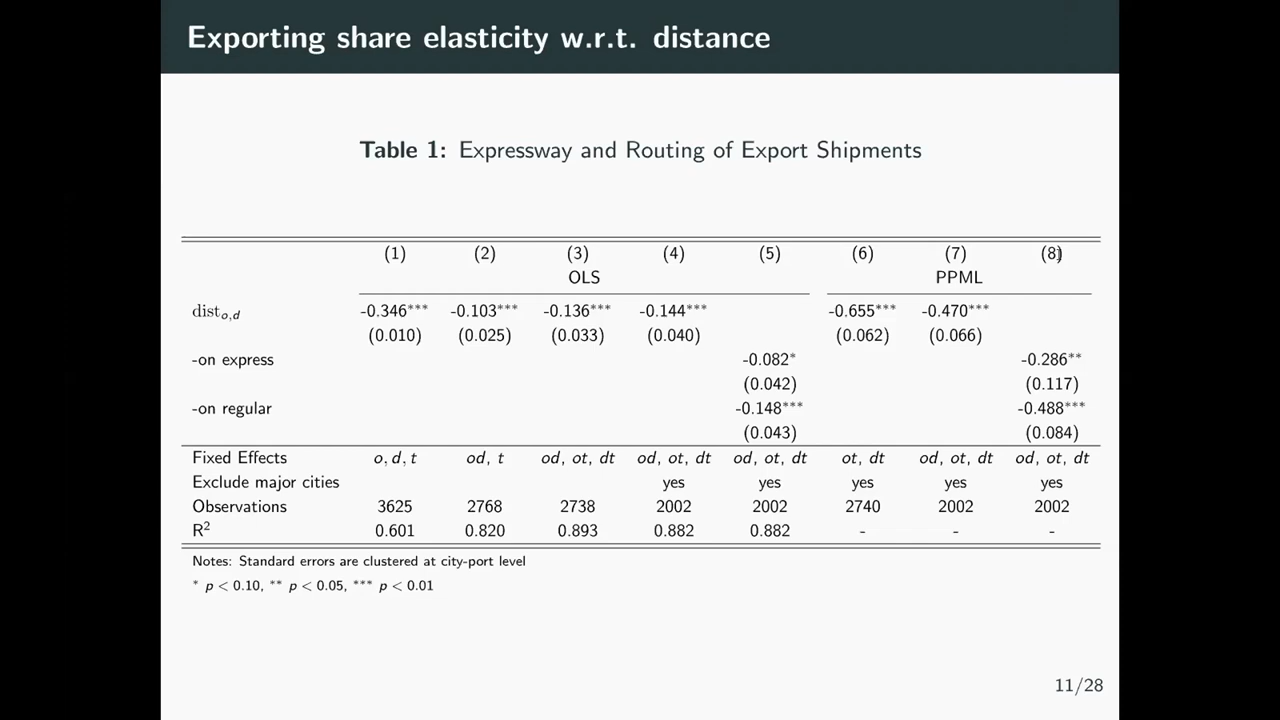 Exporting share elasticity w.r.t. distance
Table 1: Expressway and Routing of Export Shipments
(1) (2) (3) (4) (5) (6) (7) (8)
OLS PPML
dist_{o,d} -0.346*** -0.103*** -0.136*** -0.144*** -0.655*** -0.470***
(0.010) (0.025) (0.033) (0.040) (0.062) (0.066)
-on express -0.082* -0.286**
(0.042) (0.117)
-on regular -0.148*** -0.488***
(0.043) (0.084)
Fixed Effects o, d, t od, t od, ot, dt od, ot, dt od, ot, dt ot, dt od, ot, dt od, ot, dt
Exclude major cities yes yes yes yes yes
Observations 3625 2768 2738 2002 2002 2740 2002 2002
R² 0.601 0.820 0.893 0.882 0.882 - - -
Notes: Standard errors are clustered at city-port level
* p < 0.10, ** p < 0.05, *** p < 0.01
11/28